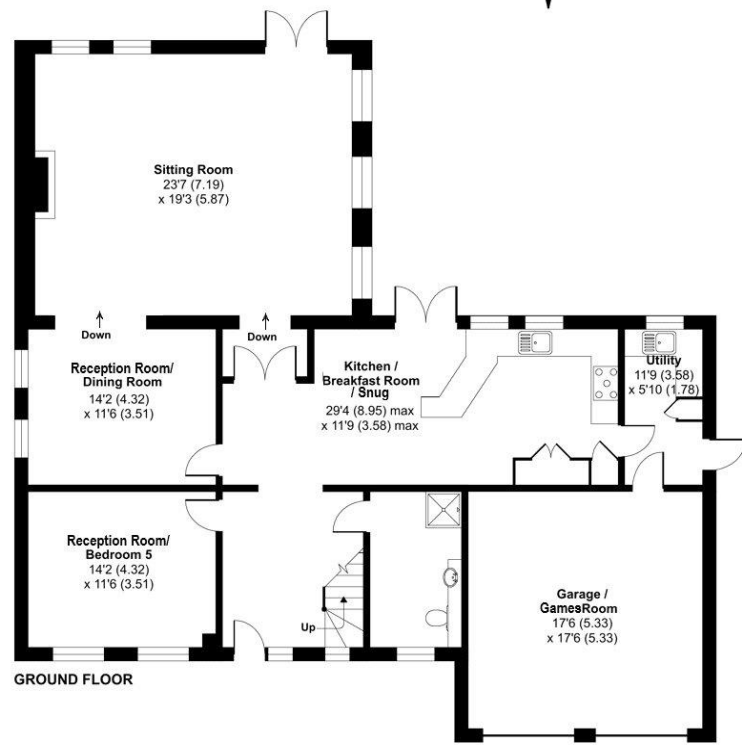 Sitting Room
23'7 (7.19)
x 19'3 (5.87)
Down
Down
Reception Room/
Dining Room
14'2 (4.32)
x 11'6 (3.51)
Kitchen /
Breakfast Room
/ Snug
29'4 (8.95) max
x 11'9 (3.58) max
Utility
11'9 (3.58)
x 5'10 (1.78)
Reception Room/
Bedroom 5
14'2 (4.32)
x 11'6 (3.51)
Up
Garage /
GamesRoom
17'6 (5.33)
x 17'6 (5.33)
GROUND FLOOR